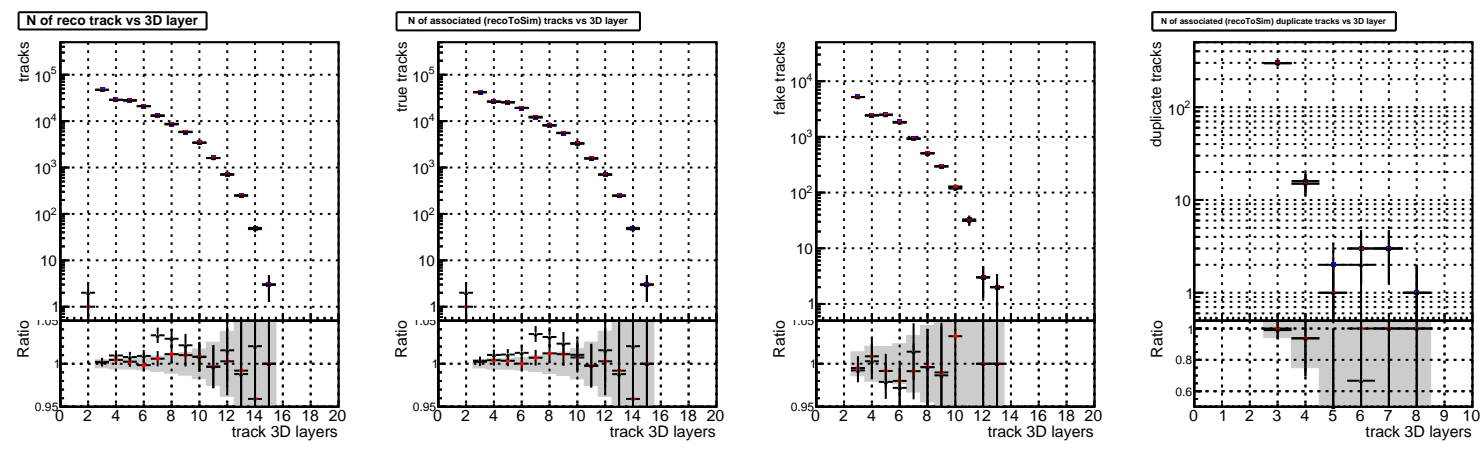 N of reco track vs 3D layer
tracks
10^5
10^4
10^3
10^2
10
1
Ratio
1
0.95
0 2 4 6 8 10 12 14 16 18 20
track 3D layers
N of associated (recoToSim) tracks vs 3D layer
true tracks
10^5
10^4
10^3
10^2
10
1
Ratio
1
0.95
0 2 4 6 8 10 12 14 16 18 20
track 3D layers
fake tracks
10^4
10^3
10^2
10
1
Ratio
1
0.95
0 2 4 6 8 10 12 14 16 18 20
track 3D layers
N of associated (recoToSim) duplicate tracks vs 3D layer
duplicate tracks
10^2
10
1
Ratio
1
0.8
0.6
0 1 2 3 4 5 6 7 8 9 10
track 3D layers